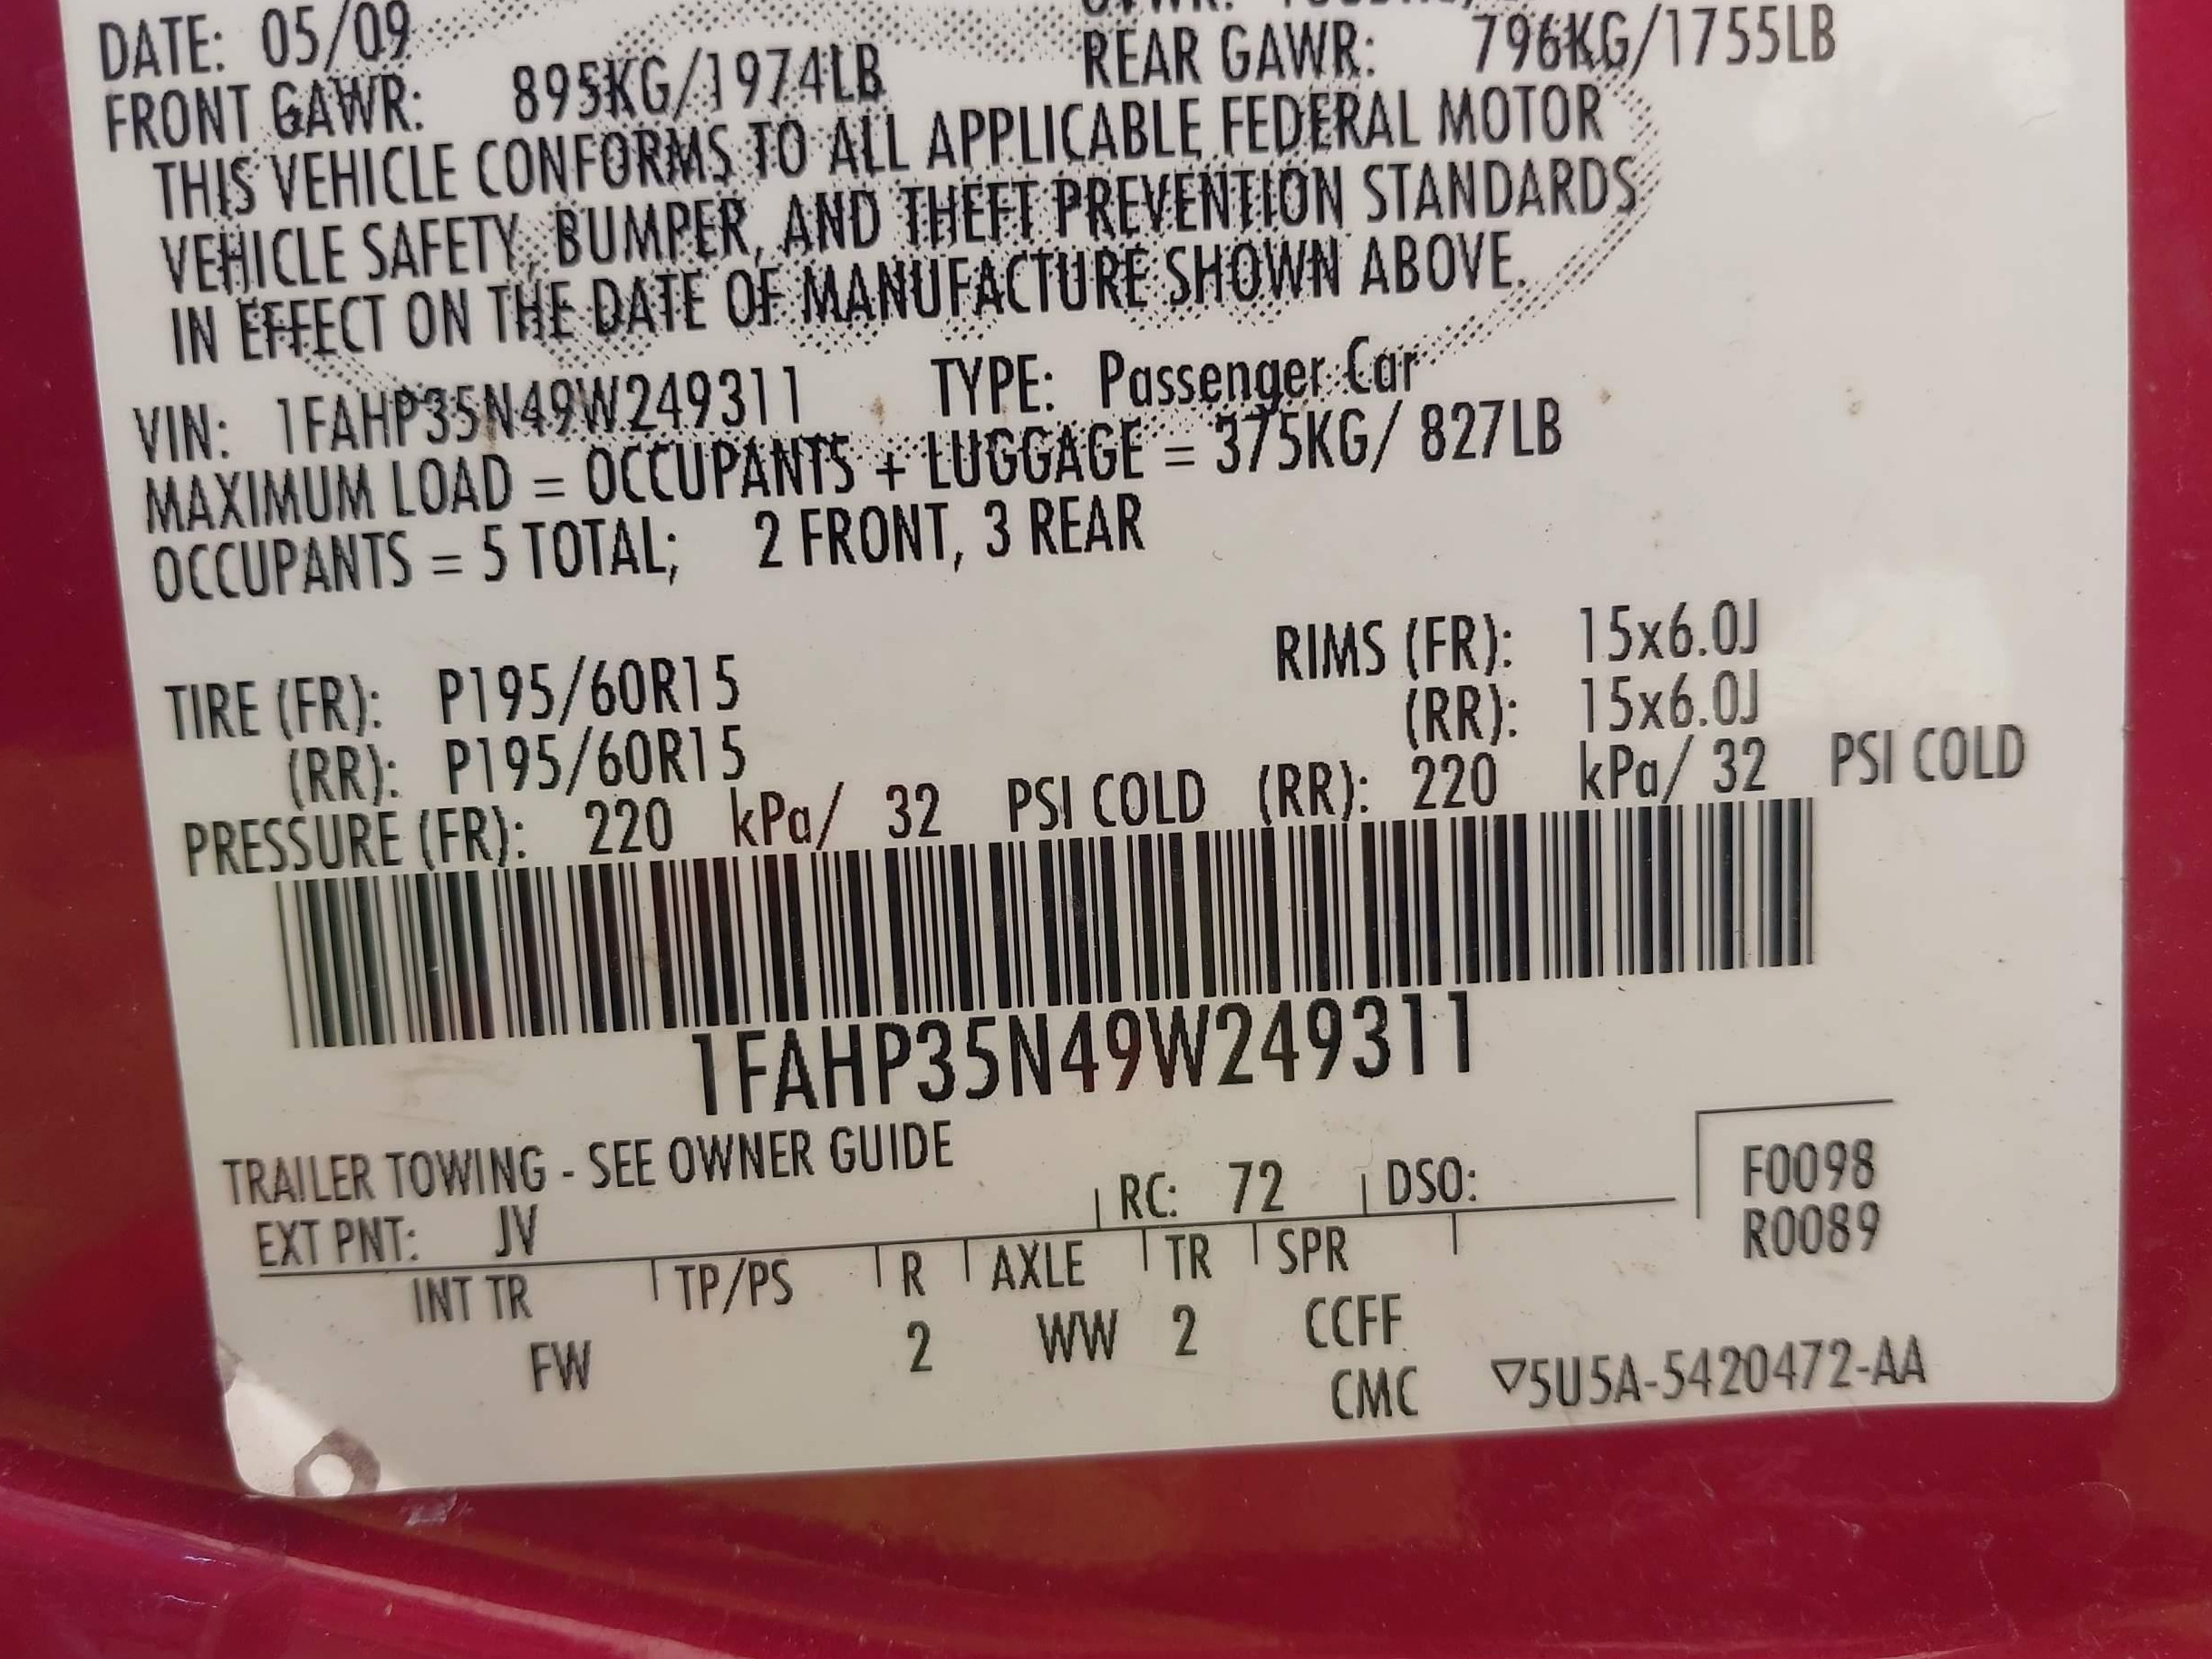 DATE: 05/09
FRONT GAWR: 895KG/1974LB REAR GAWR: 796KG/1755LB
THIS VEHICLE CONFORMS TO ALL APPLICABLE FEDERAL MOTOR
VEHICLE SAFETY, BUMPER, AND THEFT PREVENTION STANDARDS
IN EFFECT ON THE DATE OF MANUFACTURE SHOWN ABOVE.
VIN: 1FAHP35N49W249311 TYPE: Passenger Car
MAXIMUM LOAD = OCCUPANTS + LUGGAGE = 375KG/ 827LB
OCCUPANTS = 5 TOTAL; 2 FRONT, 3 REAR
TIRE (FR): P195/60R15 RIMS (FR): 15x6.0J
(RR): P195/60R15 (RR): 15x6.0J
PRESSURE (FR): 220 kPa/ 32 PSI COLD (RR): 220 kPa/ 32 PSI COLD
1FAHP35N49W249311
TRAILER TOWING - SEE OWNER GUIDE
EXT PNT: JV RC: 72 DSO: F0098
R0089
INT TR TP/PS R AXLE TR SPR
FW 2 WW 2 CCFF
CMC ▽5U5A-5420472-AA